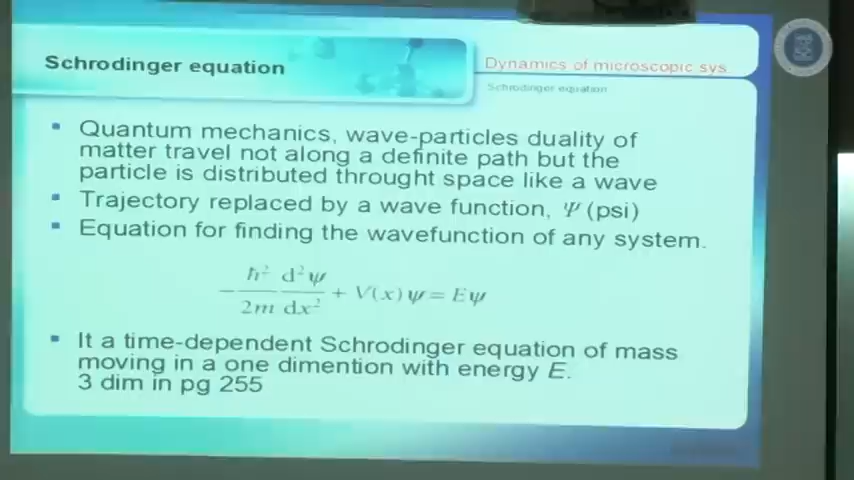 Schrodinger equation
Dynamics of microscopic sys.
Schrodinger equation
Quantum mechanics, wave-particles duality of
matter travel not along a definite path but the
particle is distributed throught space like a wave
Trajectory replaced by a wave function, Ψ (psi)
Equation for finding the wavefunction of any system.
−ħ²/2m d²ψ/dx² + V(x)ψ = Eψ
It a time-dependent Schrodinger equation of mass
moving in a one dimention with energy E.
3 dim in pg 255